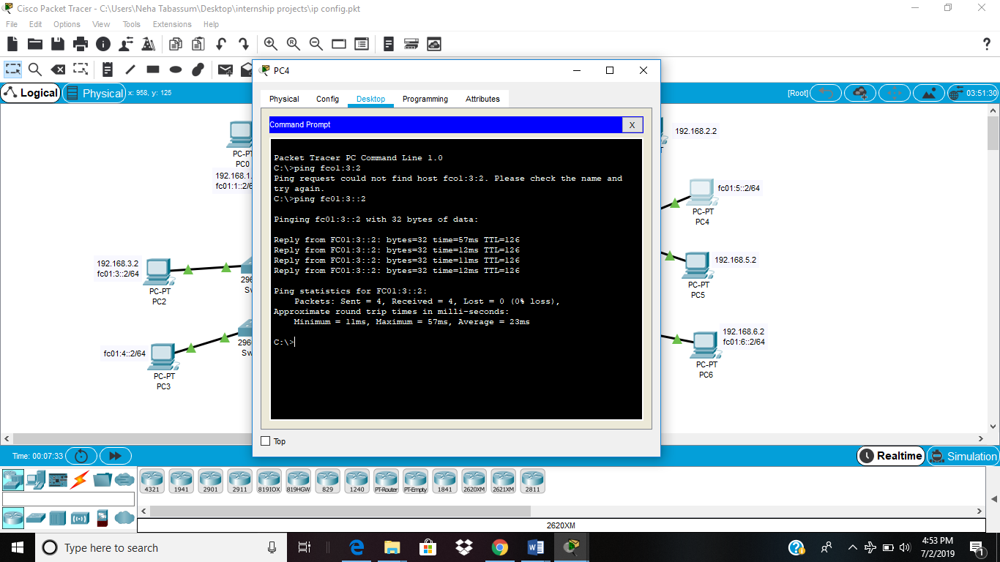 Cisco Packet Tracer - C:\Users\Neha Tabassum\Desktop\internship projects\ip config.pkt
File Edit Options View Tools Extensions Help
PC4
Physical Config Desktop Programming Attributes
Command Prompt
X
Packet Tracer PC Command Line 1.0
C:\>ping fcol:3:2
Ping request could not find host fcol:3:2. Please check the name and
try again.
C:\>ping fc01:3::2
Pinging fc01:3::2 with 32 bytes of data:
Reply from FC01:3::2: bytes=32 time=57ms TTL=126
Reply from FC01:3::2: bytes=32 time=12ms TTL=126
Reply from FC01:3::2: bytes=32 time=11ms TTL=126
Reply from FC01:3::2: bytes=32 time=12ms TTL=126
Ping statistics for FC01:3::2:
Packets: Sent = 4, Received = 4, Lost = 0 (0% loss),
Approximate round trip times in milli-seconds:
Minimum = 11ms, Maximum = 57ms, Average = 23ms
C:\>
Top
Logical Physical x: 958, y: 125
[Root] 03:51:30
PC-PT
PC0
192.168.1.
fc01:1::2/6
192.168.3.2
fc01:3::2/64
PC-PT
PC2
296
Sw
fc01:4::2/64
PC-PT
PC3
296
Sw
192.168.2.2
T
fc01:5::2/64
PC-PT
PC4
192.168.5.2
PC-PT
PC5
192.168.6.2
fc01:6::2/64
PC-PT
PC6
Time: 00:07:33
Realtime Simulation
4321 1941 2901 2911 819IOX 819HGW 829 1240 PT-Router PT-Empty 1841 2620XM 2621XM 2811
2620XM
Type here to search
4:53 PM
7/2/2019
1